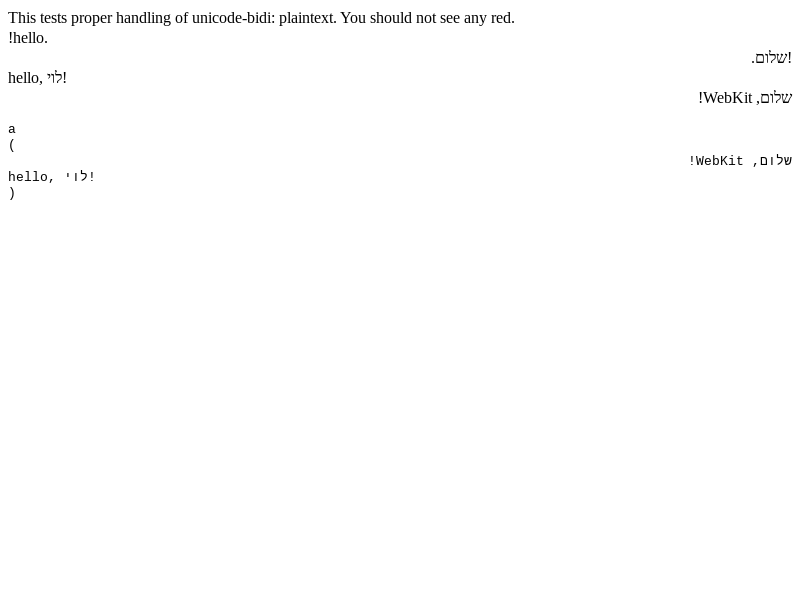 This tests proper handling of unicode-bidi: plaintext. You should not see any red.
!hello.
!שלום.
hello, לוי!
שלום, WebKit!
a
(
שלום, WebKit!
hello, לוי!
)